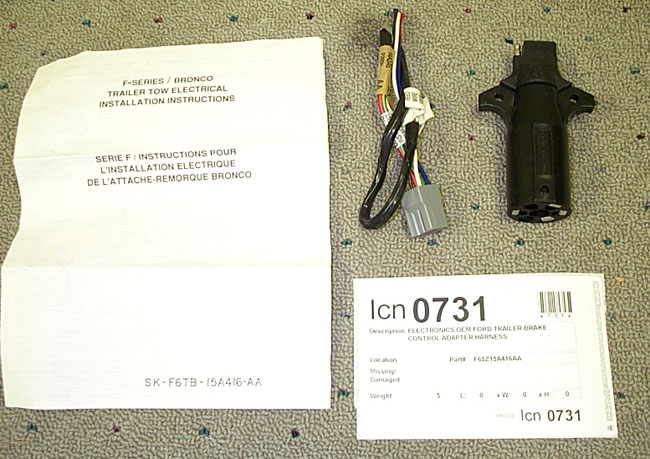 F-SERIES / BRONCO
TRAILER TOW ELECTRICAL
INSTALLATION INSTRUCTIONS
SERIE F / INSTRUCTIONS POUR
L'INSTALLATION ELECTRIQUE
DE L'ATTACHE-REMORQUE BRONCO
SK-F6TB-15A416-AA
lcn 0731
Description ELECTRONICS OEM FORD TRAILER BRAKE
CONTROL ADAPTER HARNESS
Location Part# F65Z15A416AA
Missing/
Damaged
Weight 5 L: 0 x W: 0 x H: 0
lcn 0731